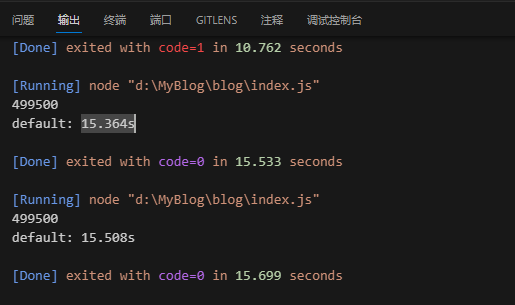 问题 输出 终端 端口 GITLENS 注释 调试控制台
[Done] exited with code=1 in 10.762 seconds
[Running] node "d:\MyBlog\blog\index.js"
499500
default: 15.364s
[Done] exited with code=0 in 15.533 seconds
[Running] node "d:\MyBlog\blog\index.js"
499500
default: 15.508s
[Done] exited with code=0 in 15.699 seconds